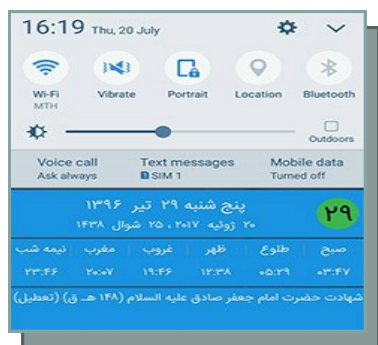 16:19 Thu, 20 July
Wi-Fi Vibrate Portrait Location Bluetooth
MTH
Outdoors
Voice call Text messages Mobile data
Ask always SIM 1 Turned off
پنج شنبه ۲۹ تیر ۱۳۹۶
۲۹
۲۰ ژوئیه ۲۰۱۷ ، ۲۵ شوال ۱۴۳۸
صبح طلوع ظهر غروب مغرب نیمه شب
۰۳:۴۷ ۰۵:۲۹ ۱۲:۳۸ ۱۹:۴۶ ۲۰:۰۷ ۲۳:۴۶
شهادت حضرت امام جعفر صادق علیه السلام (۱۴۸ هـ ق) (تعطیل)